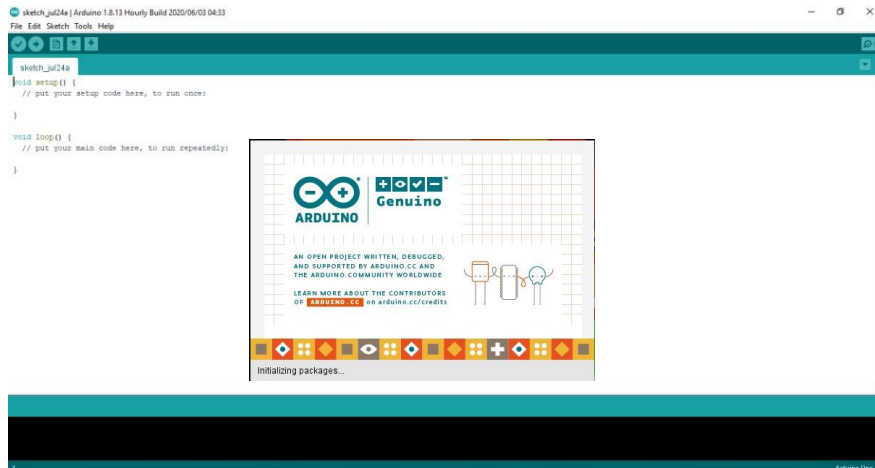 sketch_jul24a | Arduino 1.8.13 Hourly Build 2020/06/03 04:33
File Edit Sketch Tools Help
sketch_jul24a
void setup() {
// put your setup code here, to run once:
}
void loop() {
// put your main code here, to run repeatedly:
}
ARDUINO
Genuino
AN OPEN PROJECT WRITTEN, DEBUGGED,
AND SUPPORTED BY ARDUINO.CC AND
THE ARDUINO COMMUNITY WORLDWIDE
LEARN MORE ABOUT THE CONTRIBUTORS
OF ARDUINO.CC on arduino.cc/credits
Initializing packages...
1
Arduino Uno